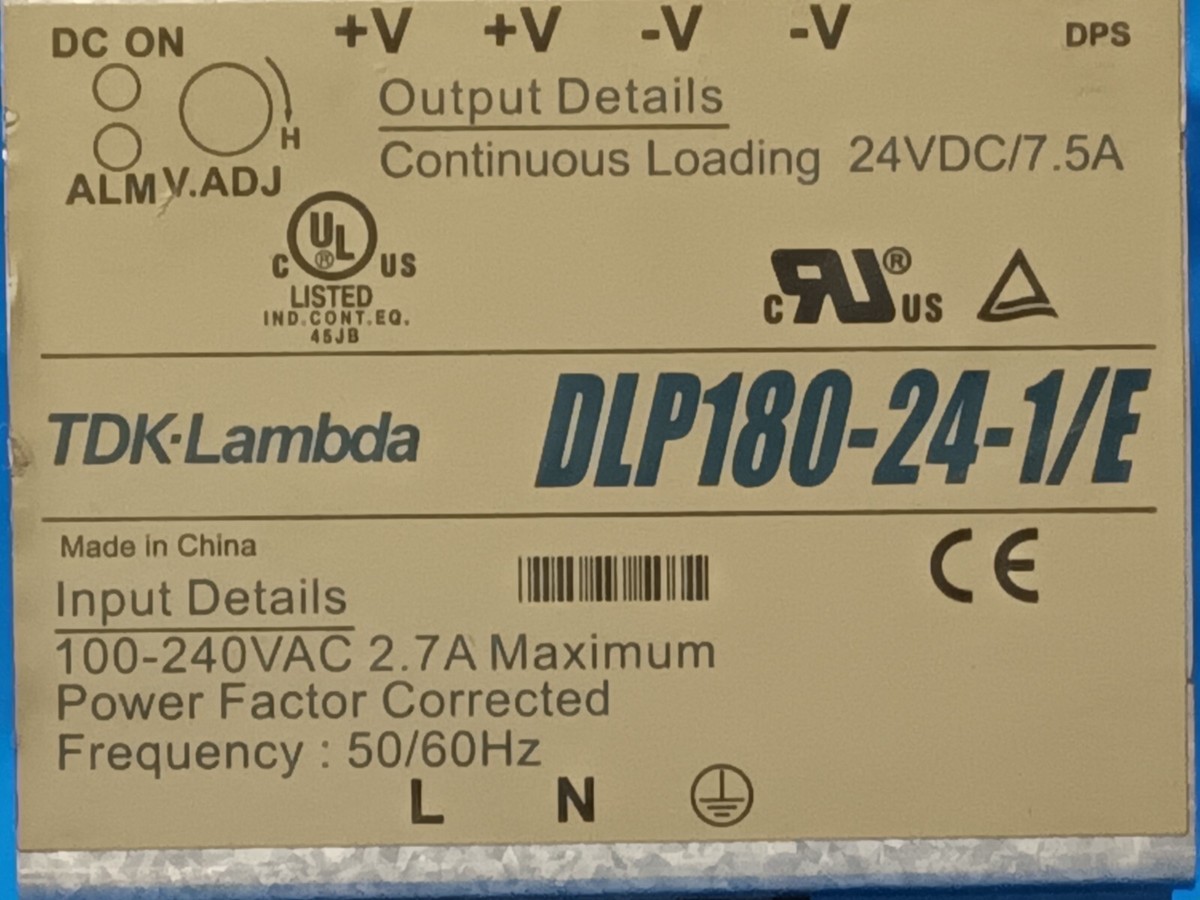 DC ON +V +V -V -V DPS
H
ALM V.ADJ
Output Details
Continuous Loading 24VDC/7.5A
C UL® US
LISTED
IND.CONT.EQ.
45JB
C RU® US
TDK·Lambda DLP180-24-1/E
Made in China
CE
Input Details
100-240VAC 2.7A Maximum
Power Factor Corrected
Frequency : 50/60Hz
L N